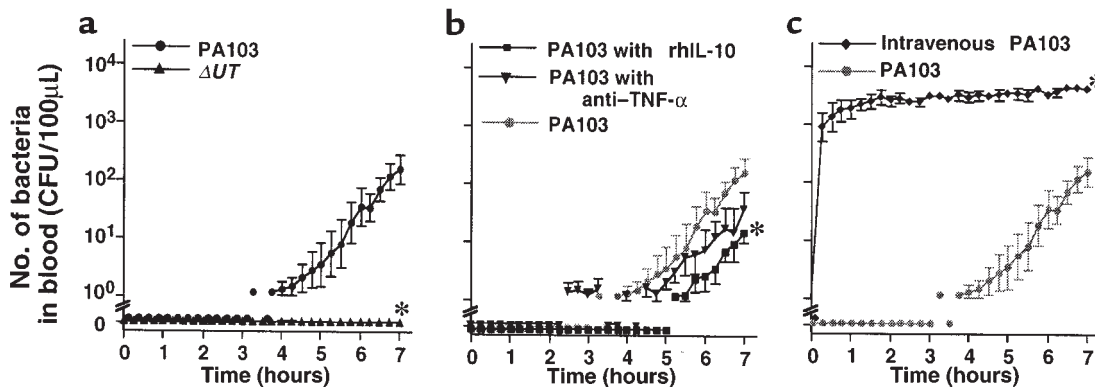 a
PA103
ΔUT
No. of bacteria
in blood (CFU/100µL)
10⁴
10³
10²
10¹
10⁰
0
*
0 1 2 3 4 5 6 7
Time (hours)
b
PA103 with rhIL-10
PA103 with
anti–TNF-α
PA103
*
0 1 2 3 4 5 6 7
Time (hours)
c
Intravenous PA103
PA103
*
0 1 2 3 4 5 6 7
Time (hours)